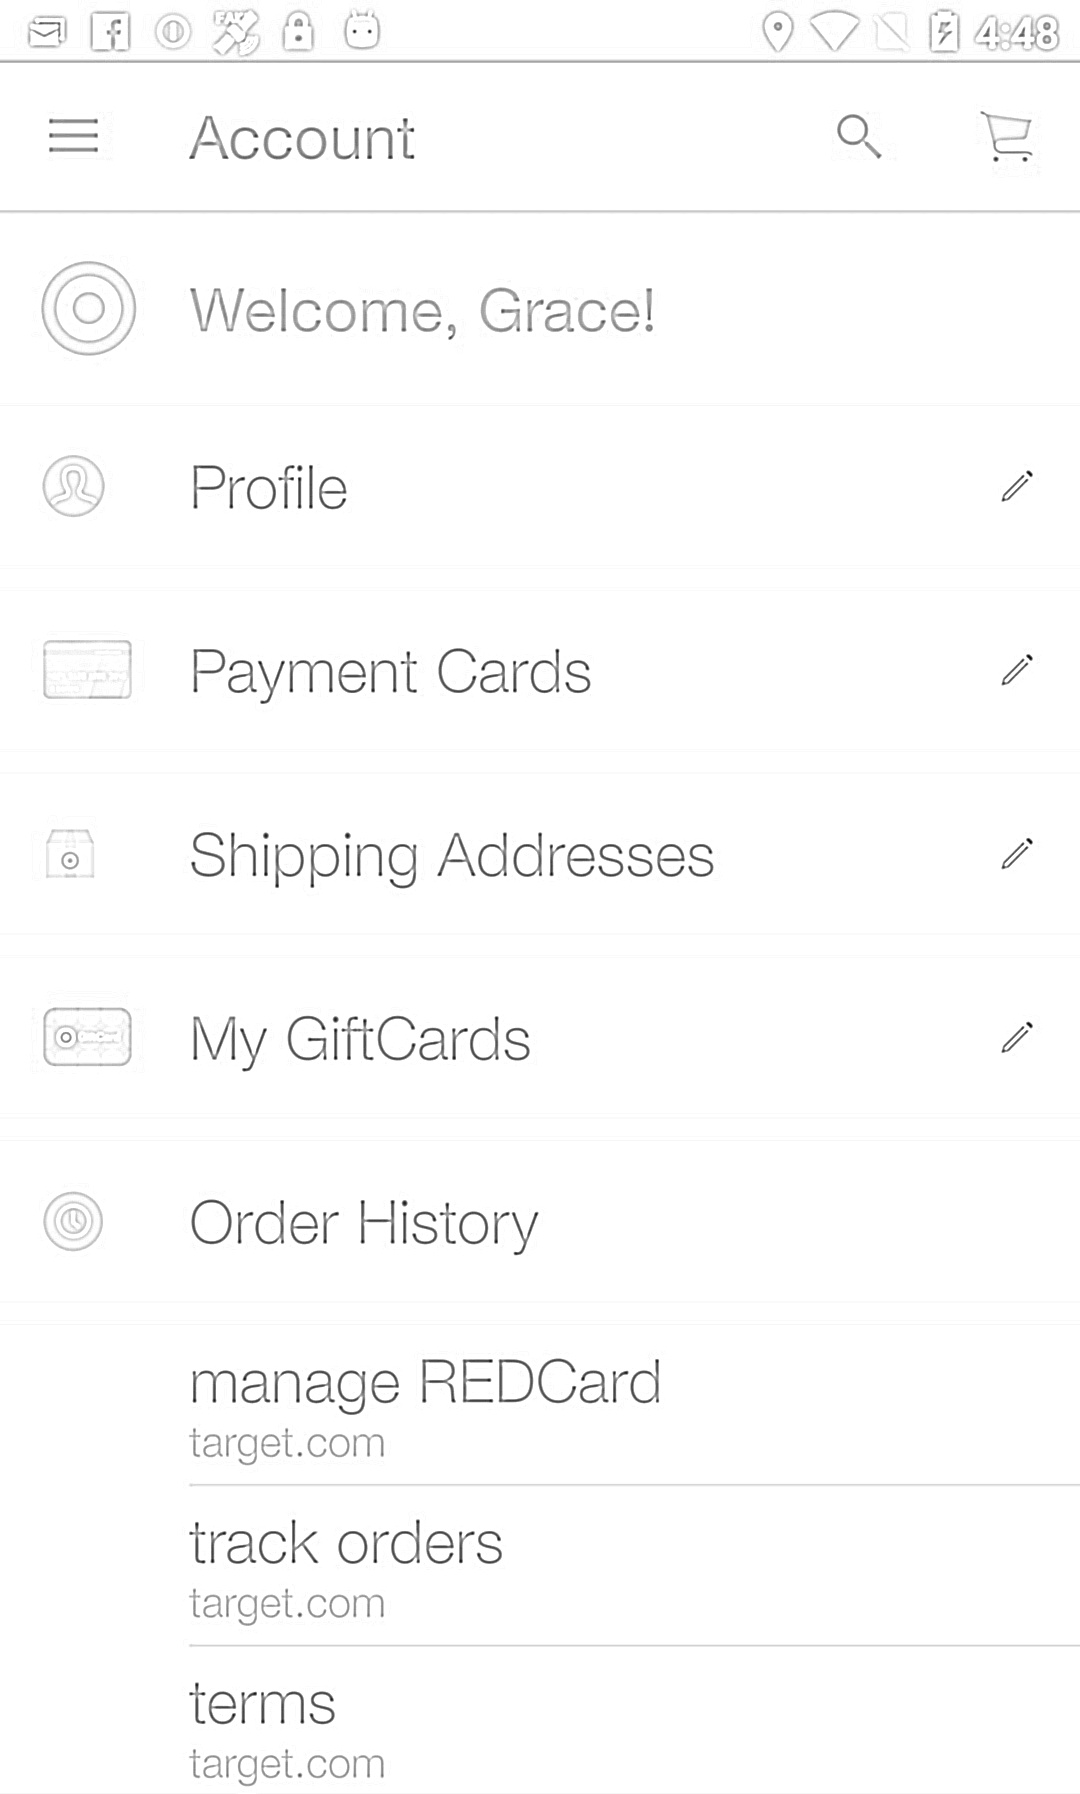 4:48
Account
Welcome, Grace!
Profile
Payment Cards
Shipping Addresses
My GiftCards
Order History
manage REDCard
target.com
track orders
target.com
terms
target.com